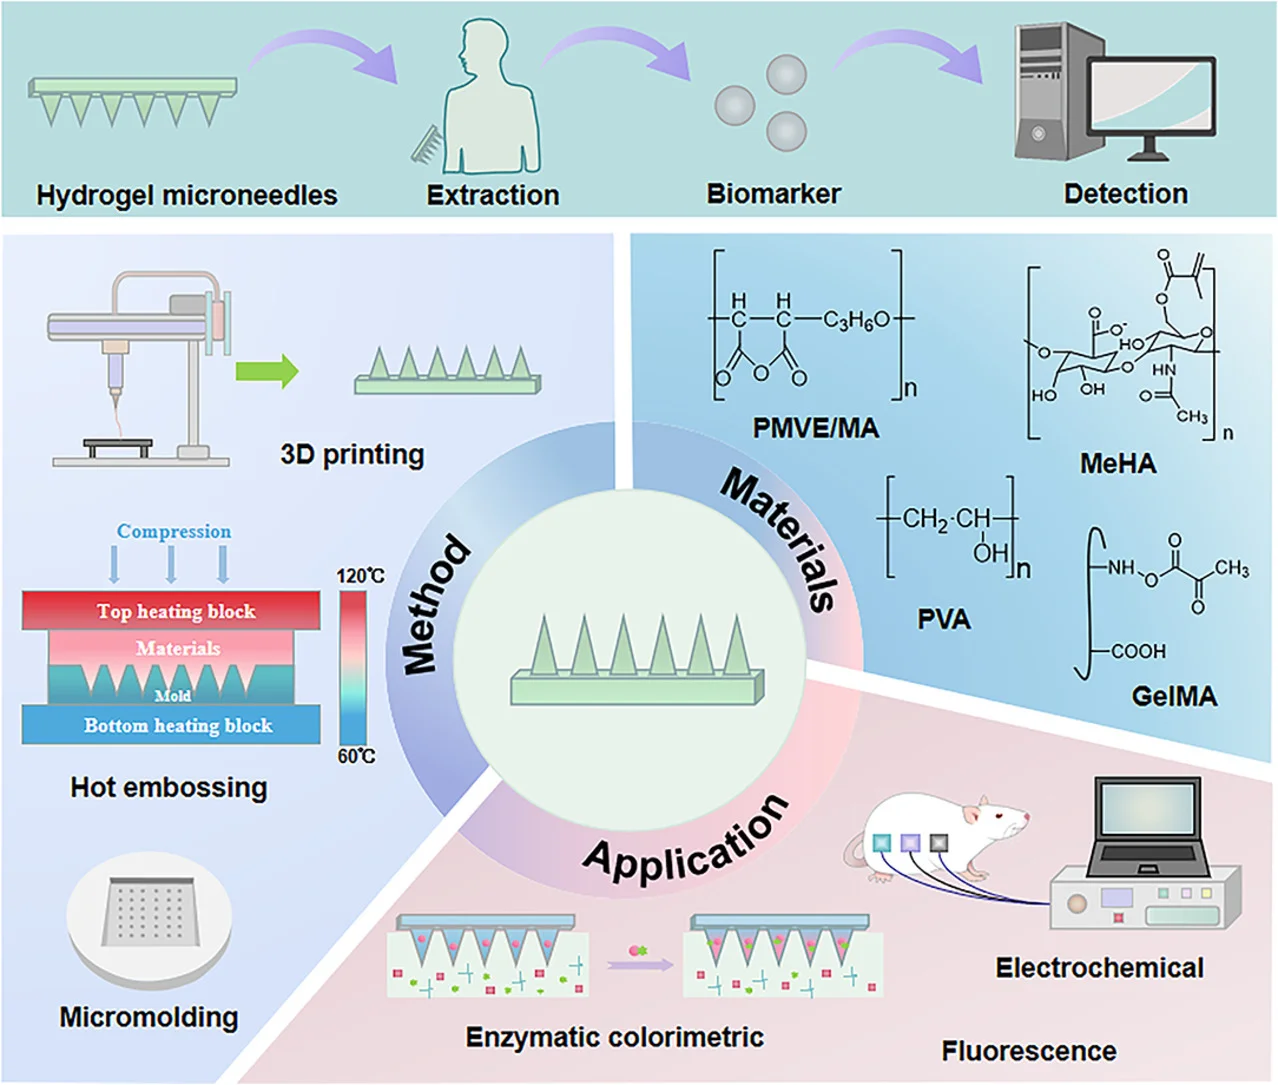 Hydrogel microneedles
Extraction
Biomarker
Detection
3D printing
Compression
120℃
Top heating block
Materials
Mold
Bottom heating block
60℃
Hot embossing
Micromolding
Method
Materials
Application
H H
C C C₃H₆O
O O O
n
PMVE/MA
O
O
O O⁻
HO O
O O
HO OH HN
O
CH₃
n
MeHA
CH₂·CH
OH
n
PVA
O
NH O CH₃
O
COOH
GelMA
Electrochemical
Enzymatic colorimetric
Fluorescence